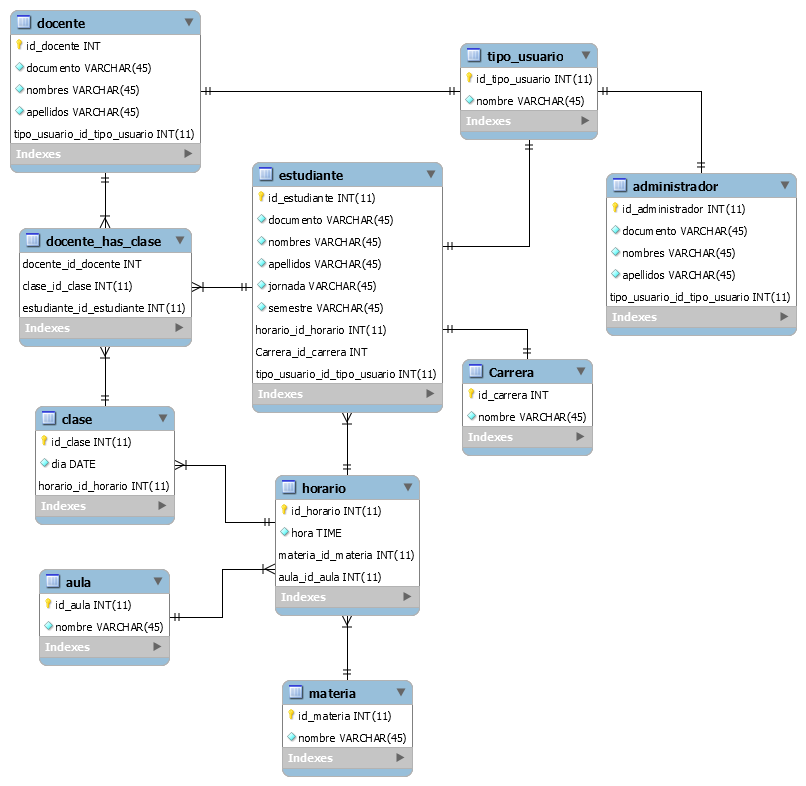 docente
id_docente INT
documento VARCHAR(45)
nombres VARCHAR(45)
apellidos VARCHAR(45)
tipo_usuario_id_tipo_usuario INT(11)
Indexes
tipo_usuario
id_tipo_usuario INT(11)
nombre VARCHAR(45)
Indexes
administrador
id_administrador INT(11)
documento VARCHAR(45)
nombres VARCHAR(45)
apellidos VARCHAR(45)
tipo_usuario_id_tipo_usuario INT(11)
Indexes
estudiante
id_estudiante INT(11)
documento VARCHAR(45)
nombres VARCHAR(45)
apellidos VARCHAR(45)
jornada VARCHAR(45)
semestre VARCHAR(45)
horario_id_horario INT(11)
Carrera_id_carrera INT
tipo_usuario_id_tipo_usuario INT(11)
Indexes
docente_has_clase
docente_id_docente INT
clase_id_clase INT(11)
estudiante_id_estudiante INT(11)
Indexes
Carrera
id_carrera INT
nombre VARCHAR(45)
Indexes
clase
id_clase INT(11)
dia DATE
horario_id_horario INT(11)
Indexes
horario
id_horario INT(11)
hora TIME
materia_id_materia INT(11)
aula_id_aula INT(11)
Indexes
aula
id_aula INT(11)
nombre VARCHAR(45)
Indexes
materia
id_materia INT(11)
nombre VARCHAR(45)
Indexes